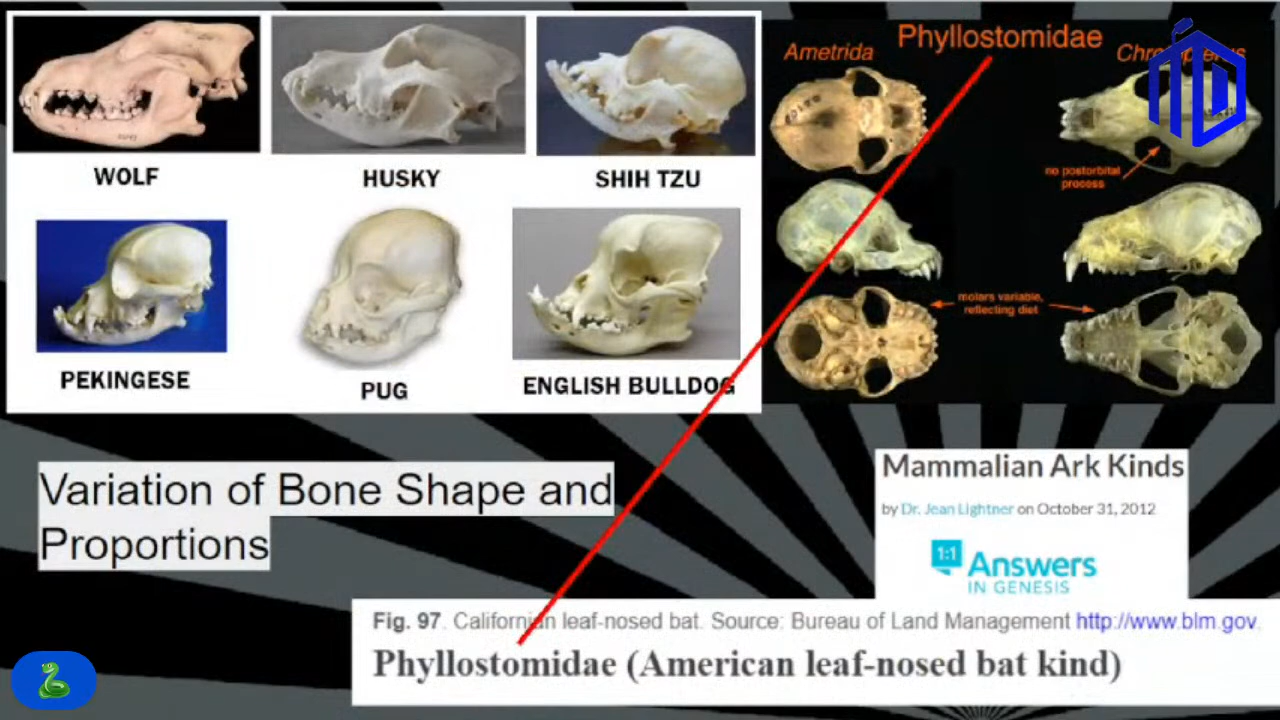 WOLF
HUSKY
SHIH TZU
PEKINGESE
PUG
ENGLISH BULLDOG
Phyllostomidae
Ametrida
no postorbital
process
molars variable,
reflecting diet
Variation of Bone Shape and
Proportions
Mammalian Ark Kinds
by Dr. Jean Lightner on October 31, 2012
1:1
Answers
IN GENESIS
Fig. 97. Californian leaf-nosed bat. Source: Bureau of Land Management http://www.blm.gov.
Phyllostomidae (American leaf-nosed bat kind)